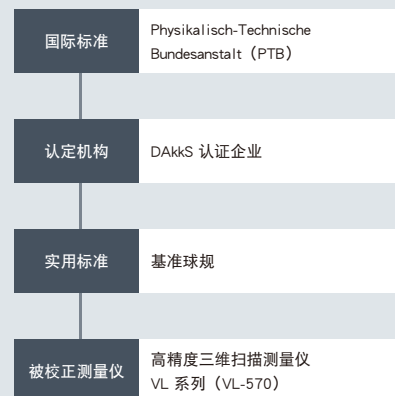 国际标准
Physikalisch-Technische
Bundesanstalt（PTB）
认定机构
DAkkS 认证企业
实用标准
基准球规
被校正测量仪
高精度三维扫描测量仪
VL 系列（VL-570）